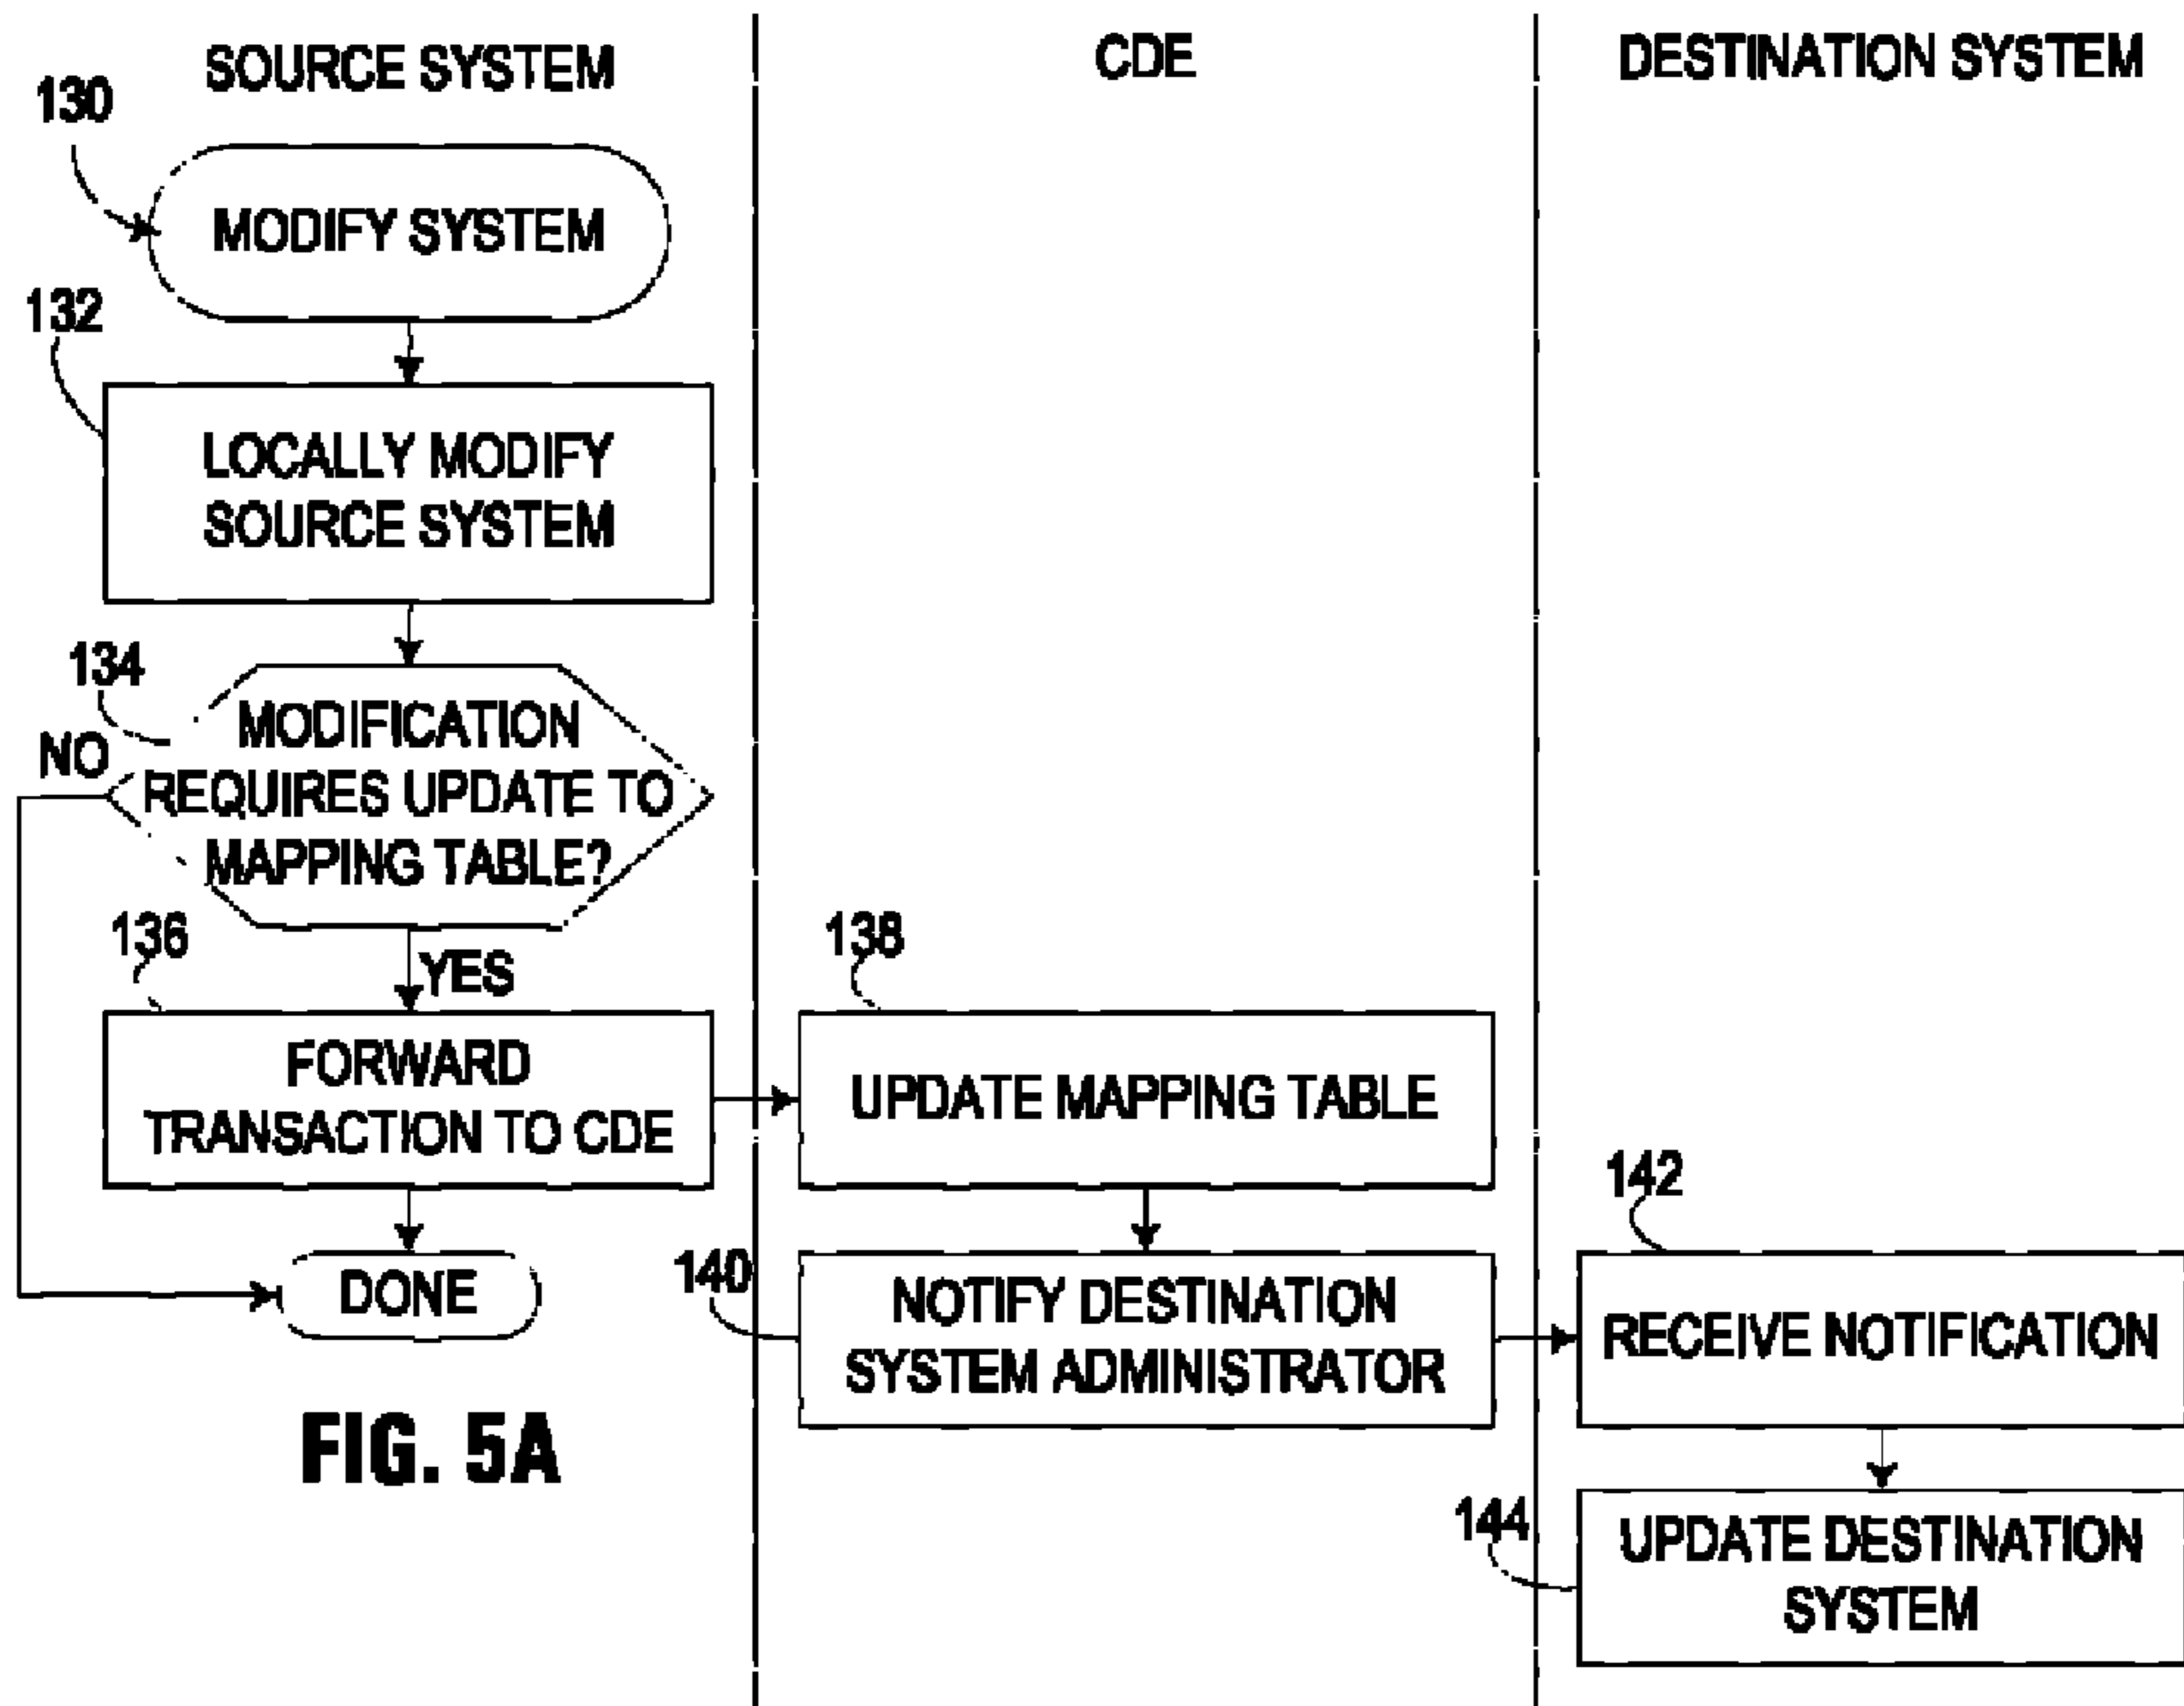 SOURCE SYSTEM
CDE
DESTINATION SYSTEM
130
MODIFY SYSTEM
132
LOCALLY MODIFY
SOURCE SYSTEM
134
NO
MODIFICATION
REQUIRES UPDATE TO
MAPPING TABLE?
136
YES
138
FORWARD
TRANSACTION TO CDE
UPDATE MAPPING TABLE
142
DONE
140
NOTIFY DESTINATION
SYSTEM ADMINISTRATOR
RECEIVE NOTIFICATION
FIG. 5A
144
UPDATE DESTINATION
SYSTEM